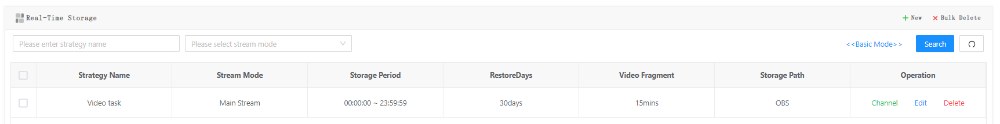 Real-Time Storage
New Bulk Delete
Please enter strategy name Please select stream mode <<Basic Mode>> Search
Strategy Name Stream Mode Storage Period RestoreDays Video Fragment Storage Path Operation
Video task Main Stream 00:00:00 ~ 23:59:59 30days 15mins OBS Channel Edit Delete